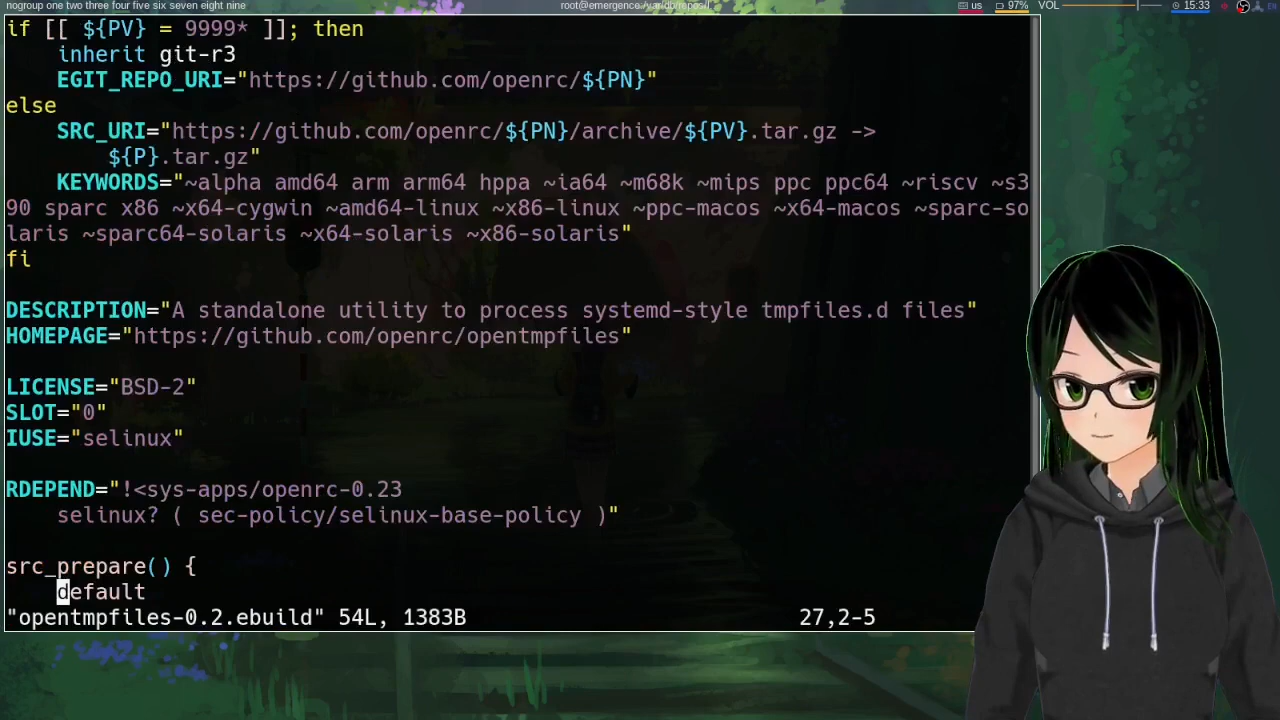 nogroup one two three four five six seven eight nine
us 97% VOL 15:33
if [[ ${PV} = 9999* ]]; then
inherit git-r3
EGIT_REPO_URI="https://github.com/openrc/${PN}"
else
SRC_URI="https://github.com/openrc/${PN}/archive/${PV}.tar.gz ->
${P}.tar.gz"
KEYWORDS="~alpha amd64 arm arm64 hppa ~ia64 ~m68k ~mips ppc ppc64 ~riscv ~s3
90 sparc x86 ~x64-cygwin ~amd64-linux ~x86-linux ~ppc-macos ~x64-macos ~sparc-so
laris ~sparc64-solaris ~x64-solaris ~x86-solaris"
fi
DESCRIPTION="A standalone utility to process systemd-style tmpfiles.d files"
HOMEPAGE="https://github.com/openrc/opentmpfiles"
LICENSE="BSD-2"
SLOT="0"
IUSE="selinux"
RDEPEND="!<sys-apps/openrc-0.23
selinux? ( sec-policy/selinux-base-policy )"
src_prepare() {
default
"opentmpfiles-0.2.ebuild" 54L, 1383B 27,2-5